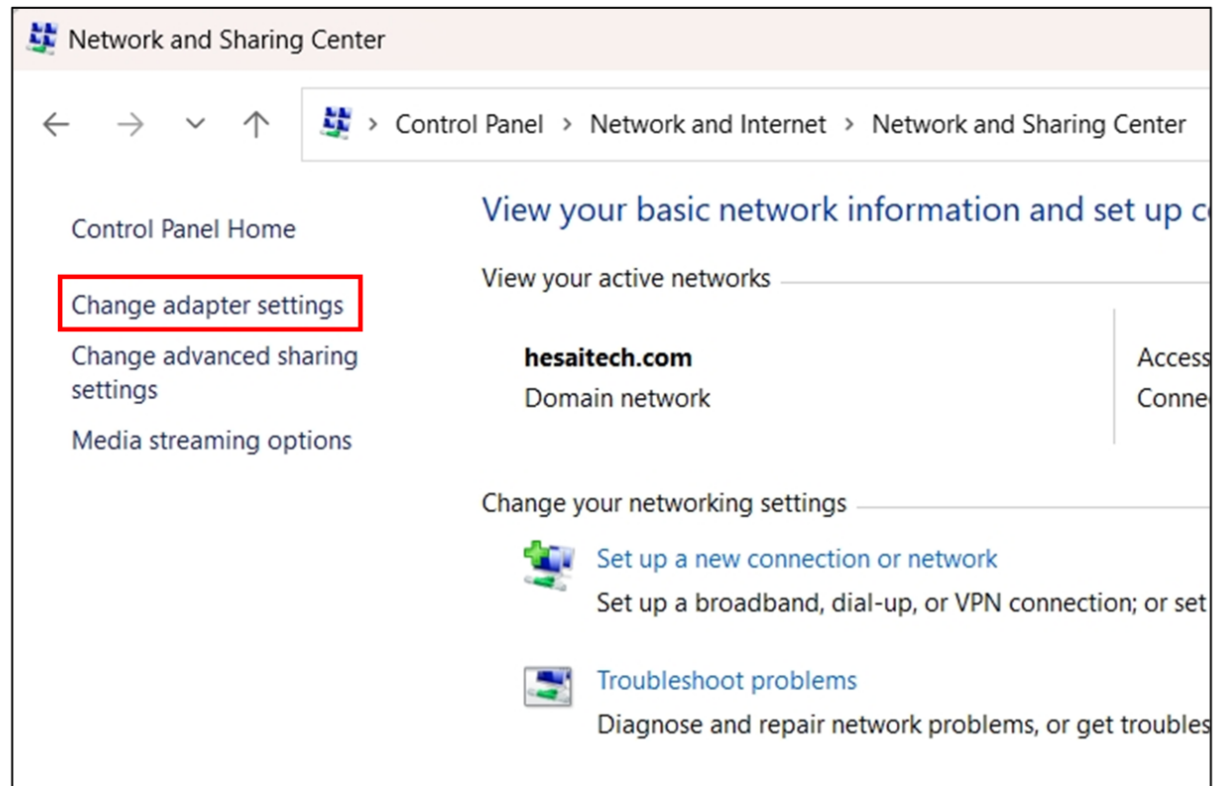 Network and Sharing Center
Control Panel > Network and Internet > Network and Sharing Center
Control Panel Home
Change adapter settings
Change advanced sharing
settings
Media streaming options
View your basic network information and set up c
View your active networks
hesaitech.com
Domain network
Access
Conne
Change your networking settings
Set up a new connection or network
Set up a broadband, dial-up, or VPN connection; or set
Troubleshoot problems
Diagnose and repair network problems, or get troubles